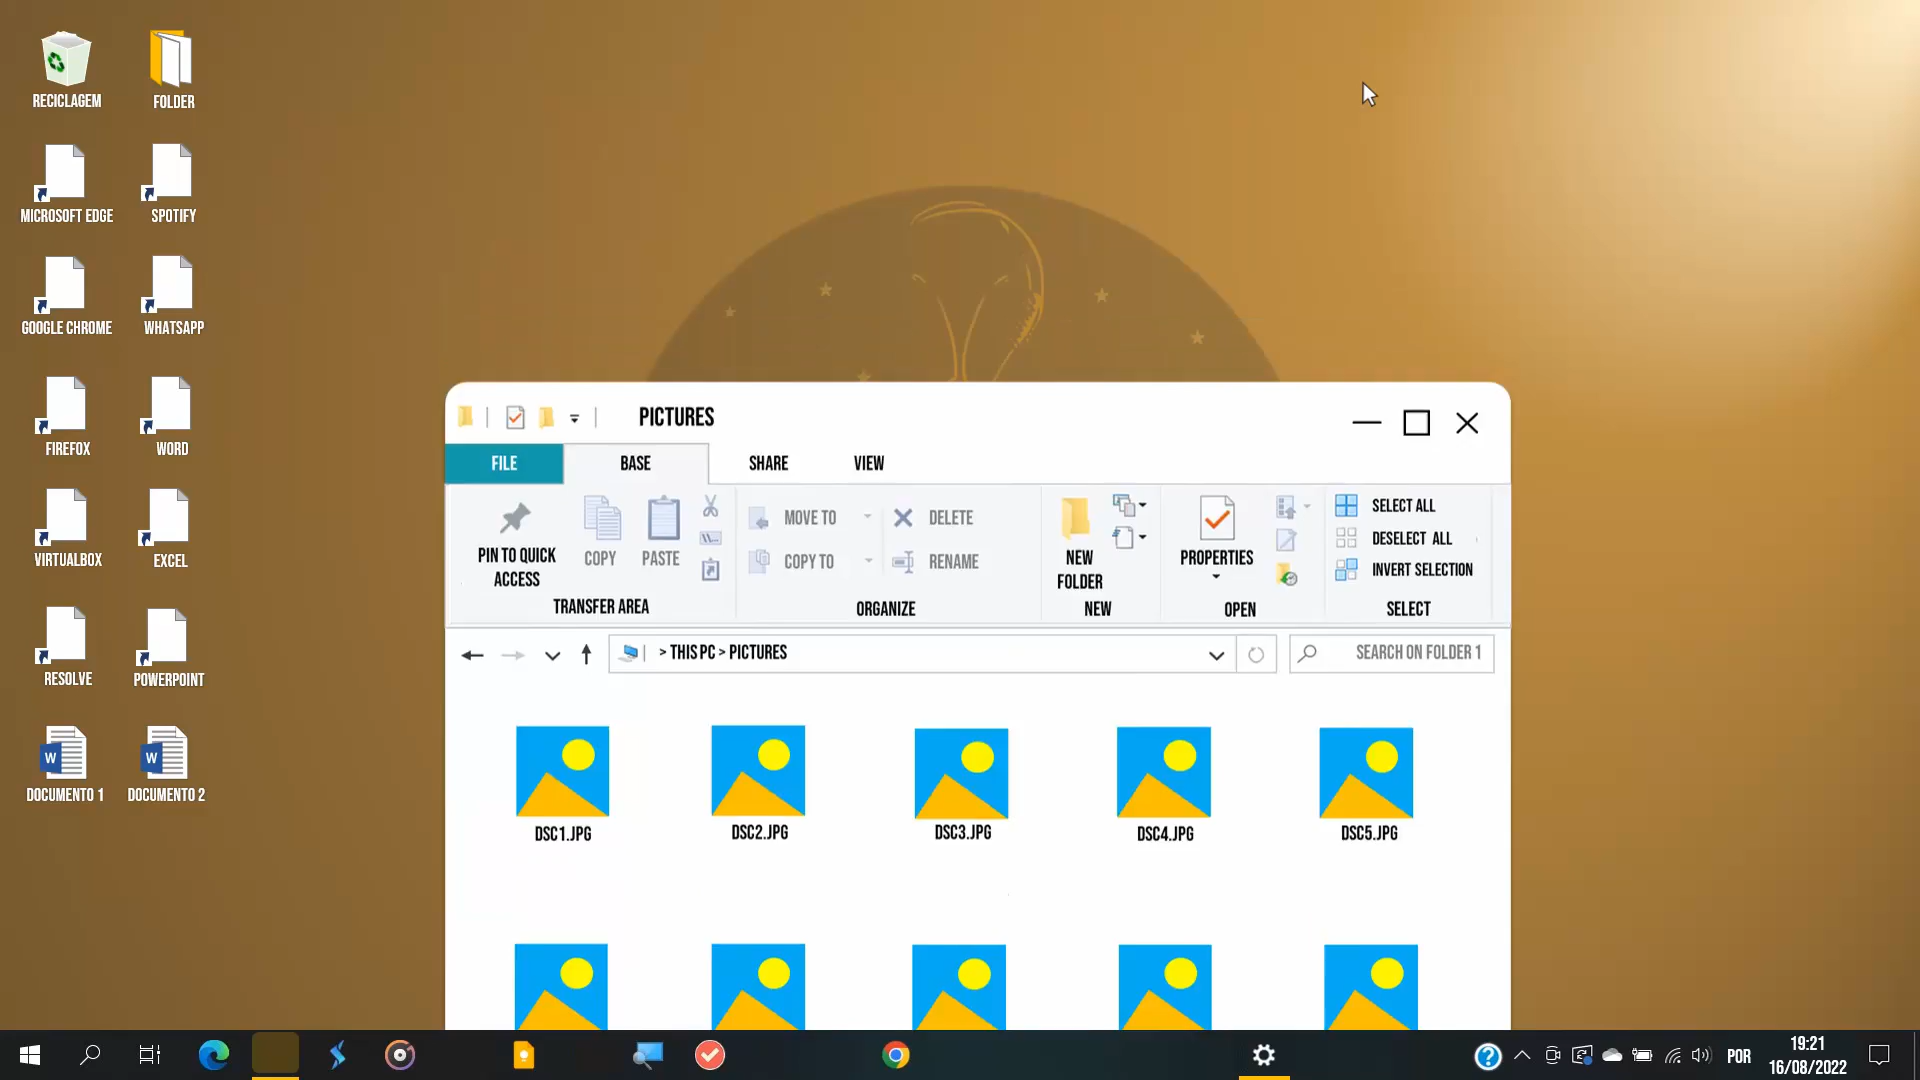 RECICLAGEM
FOLDER
MICROSOFT EDGE
SPOTIFY
GOOGLE CHROME
WHATSAPP
FIREFOX
WORD
VIRTUALBOX
EXCEL
RESOLVE
POWERPOINT
W
W
DOCUMENTO 1
DOCUMENTO 2
PICTURES
FILE
BASE
SHARE
VIEW
PIN TO QUICK
ACCESS
COPY
PASTE
TRANSFER AREA
MOVE TO
COPY TO
DELETE
RENAME
ORGANIZE
NEW
FOLDER
NEW
PROPERTIES
OPEN
SELECT ALL
DESELECT ALL
INVERT SELECTION
SELECT
> THIS PC > PICTURES
SEARCH ON FOLDER 1
DSC1.JPG
DSC2.JPG
DSC3.JPG
DSC4.JPG
DSC5.JPG
POR
19:21
16/08/2022